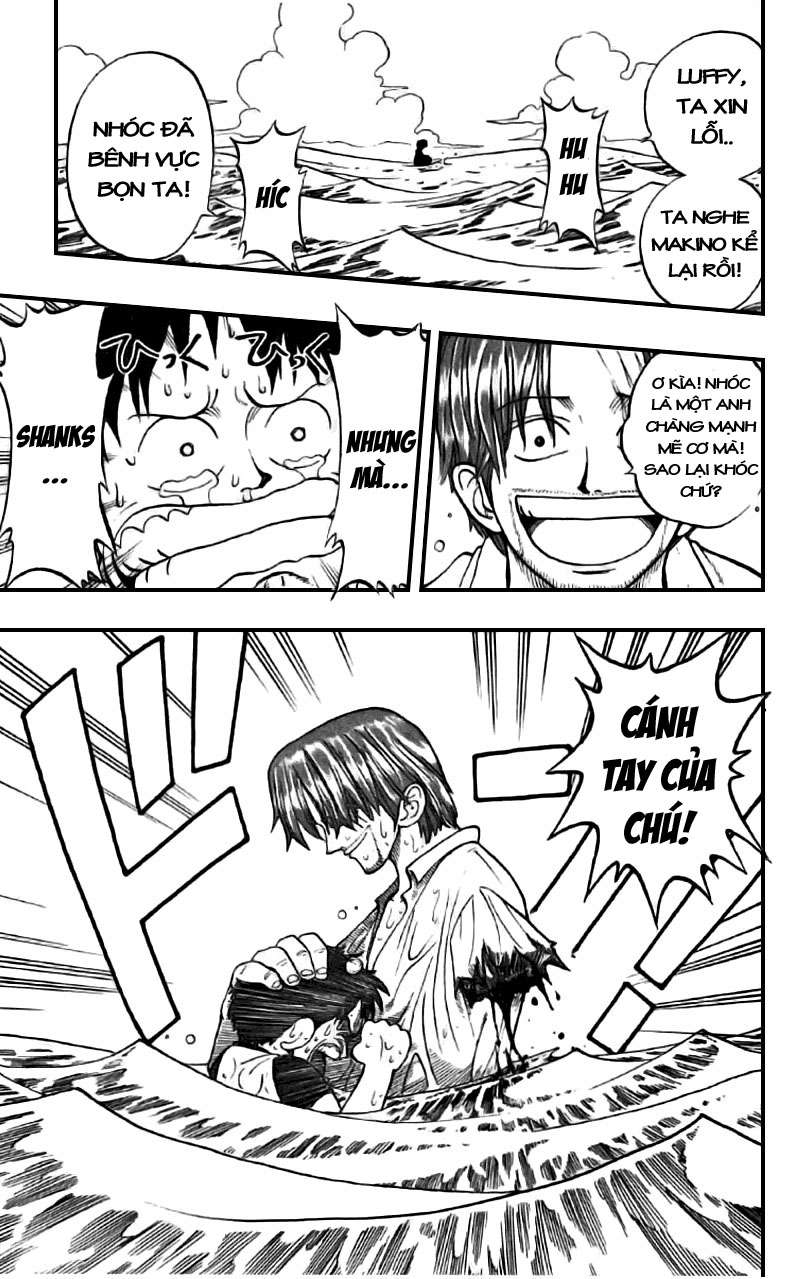 LUFFY,
TA XIN
LỖI..
TA NGHE
MAKINO KỂ
LẠI RỒI!
HU
HU
HÍC
NHÓC ĐÃ
BÊNH VỰC
BỌN TA!
Ơ KÌA! NHÓC
LÀ MỘT ANH
CHÀNG MẠNH
MẼ CƠ MÀ!
SAO LẠI KHÓC
CHỨ?
NHƯNG
MÀ...
ひっく
ひっく
SHANKS
...
CÁNH
TAY CỦA
CHÚ!
ドーン!!